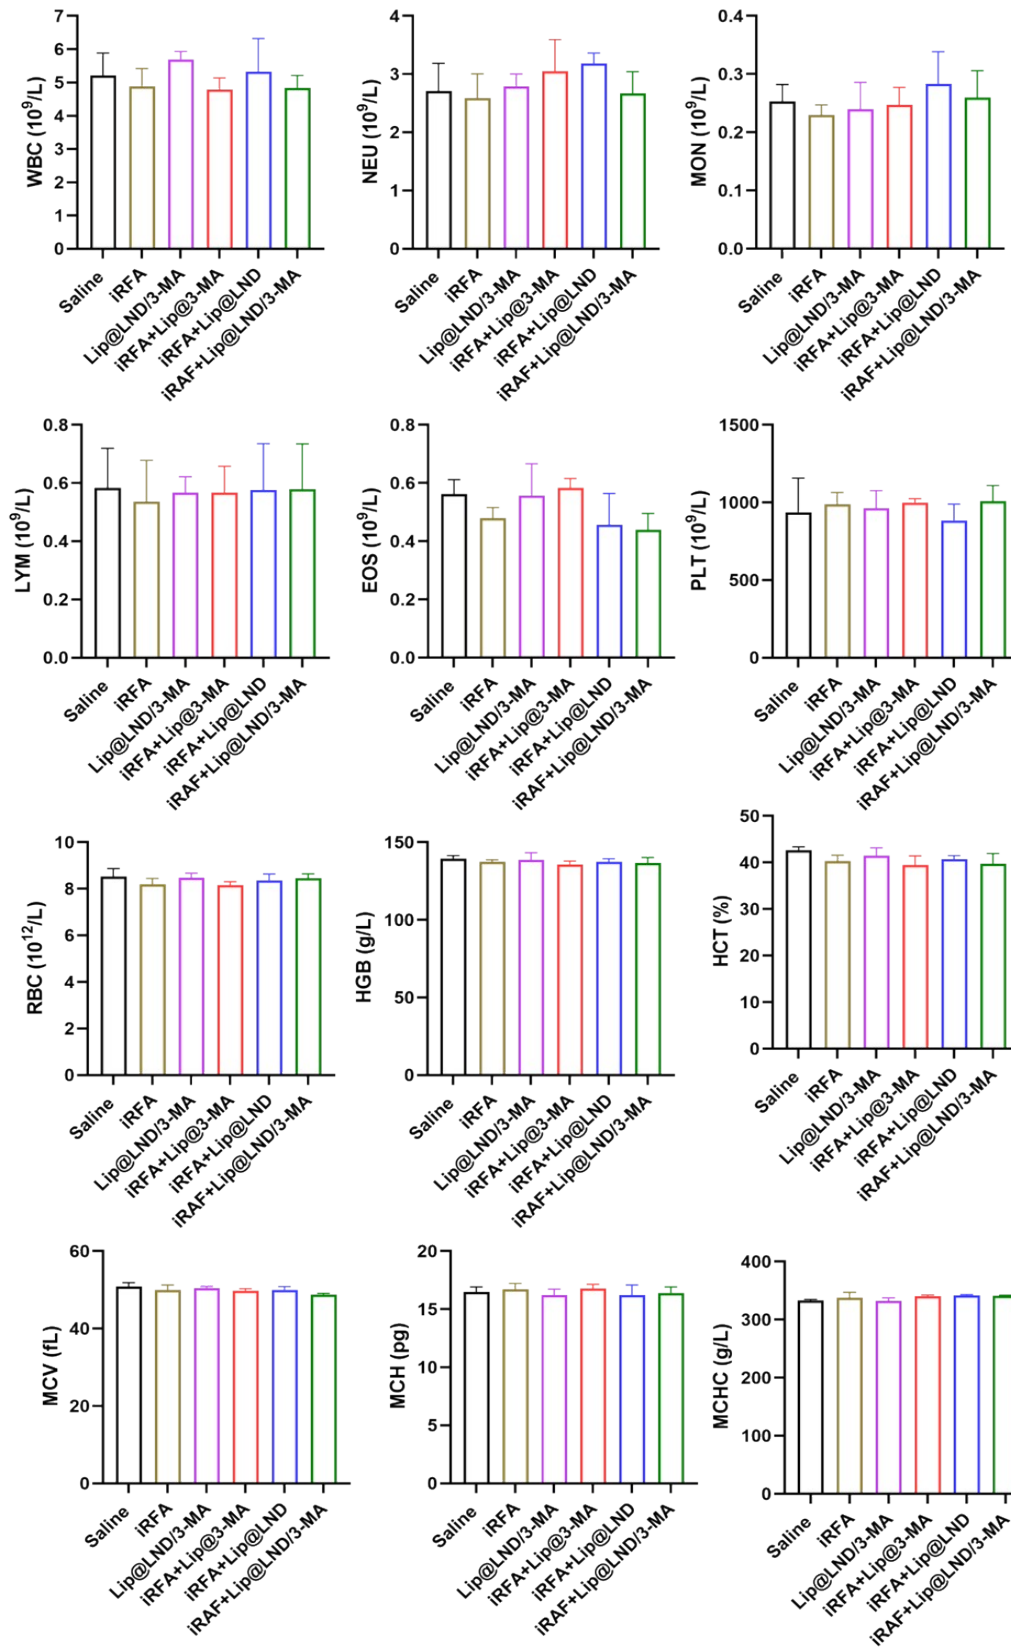 WBC (10⁹/L)
7
6
5
4
3
2
1
0
Saline
iRFA
Lip@LND/3-MA
iRFA+Lip@3-MA
iRFA+Lip@LND
iRAF+Lip@LND/3-MA
NEU (10⁹/L)
4
3
2
1
0
Saline
iRFA
Lip@LND/3-MA
iRFA+Lip@3-MA
iRFA+Lip@LND
iRAF+Lip@LND/3-MA
MON (10⁹/L)
0.4
0.3
0.2
0.1
0.0
Saline
iRFA
Lip@LND/3-MA
iRFA+Lip@3-MA
iRFA+Lip@LND
iRAF+Lip@LND/3-MA
LYM (10⁹/L)
0.8
0.6
0.4
0.2
0.0
Saline
iRFA
Lip@LND/3-MA
iRFA+Lip@3-MA
iRFA+Lip@LND
iRAF+Lip@LND/3-MA
EOS (10⁹/L)
0.8
0.6
0.4
0.2
0.0
Saline
iRFA
Lip@LND/3-MA
iRFA+Lip@3-MA
iRFA+Lip@LND
iRAF+Lip@LND/3-MA
PLT (10⁹/L)
1500
1000
500
0
Saline
iRFA
Lip@LND/3-MA
iRFA+Lip@3-MA
iRFA+Lip@LND
iRAF+Lip@LND/3-MA
RBC (10¹²/L)
10
8
6
4
2
0
Saline
iRFA
Lip@LND/3-MA
iRFA+Lip@3-MA
iRFA+Lip@LND
iRAF+Lip@LND/3-MA
HGB (g/L)
150
100
50
0
Saline
iRFA
Lip@LND/3-MA
iRFA+Lip@3-MA
iRFA+Lip@LND
iRAF+Lip@LND/3-MA
HCT (%)
50
40
30
20
10
0
Saline
iRFA
Lip@LND/3-MA
iRFA+Lip@3-MA
iRFA+Lip@LND
iRAF+Lip@LND/3-MA
MCV (fL)
60
40
20
0
Saline
iRFA
Lip@LND/3-MA
iRFA+Lip@3-MA
iRFA+Lip@LND
iRAF+Lip@LND/3-MA
MCH (pg)
20
15
10
5
0
Saline
iRFA
Lip@LND/3-MA
iRFA+Lip@3-MA
iRFA+Lip@LND
iRAF+Lip@LND/3-MA
MCHC (g/L)
400
300
200
100
0
Saline
iRFA
Lip@LND/3-MA
iRFA+Lip@3-MA
iRFA+Lip@LND
iRAF+Lip@LND/3-MA